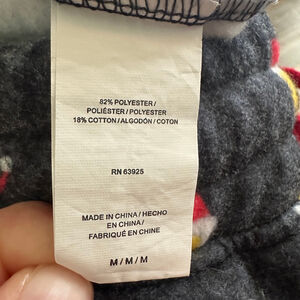 82% POLYESTER /
POLIÉSTER / POLYESTER
18% COTTON / ALGODÓN / COTON
RN 63925
MADE IN CHINA / HECHO
EN CHINA /
FABRIQUÉ EN CHINE
M / M / M